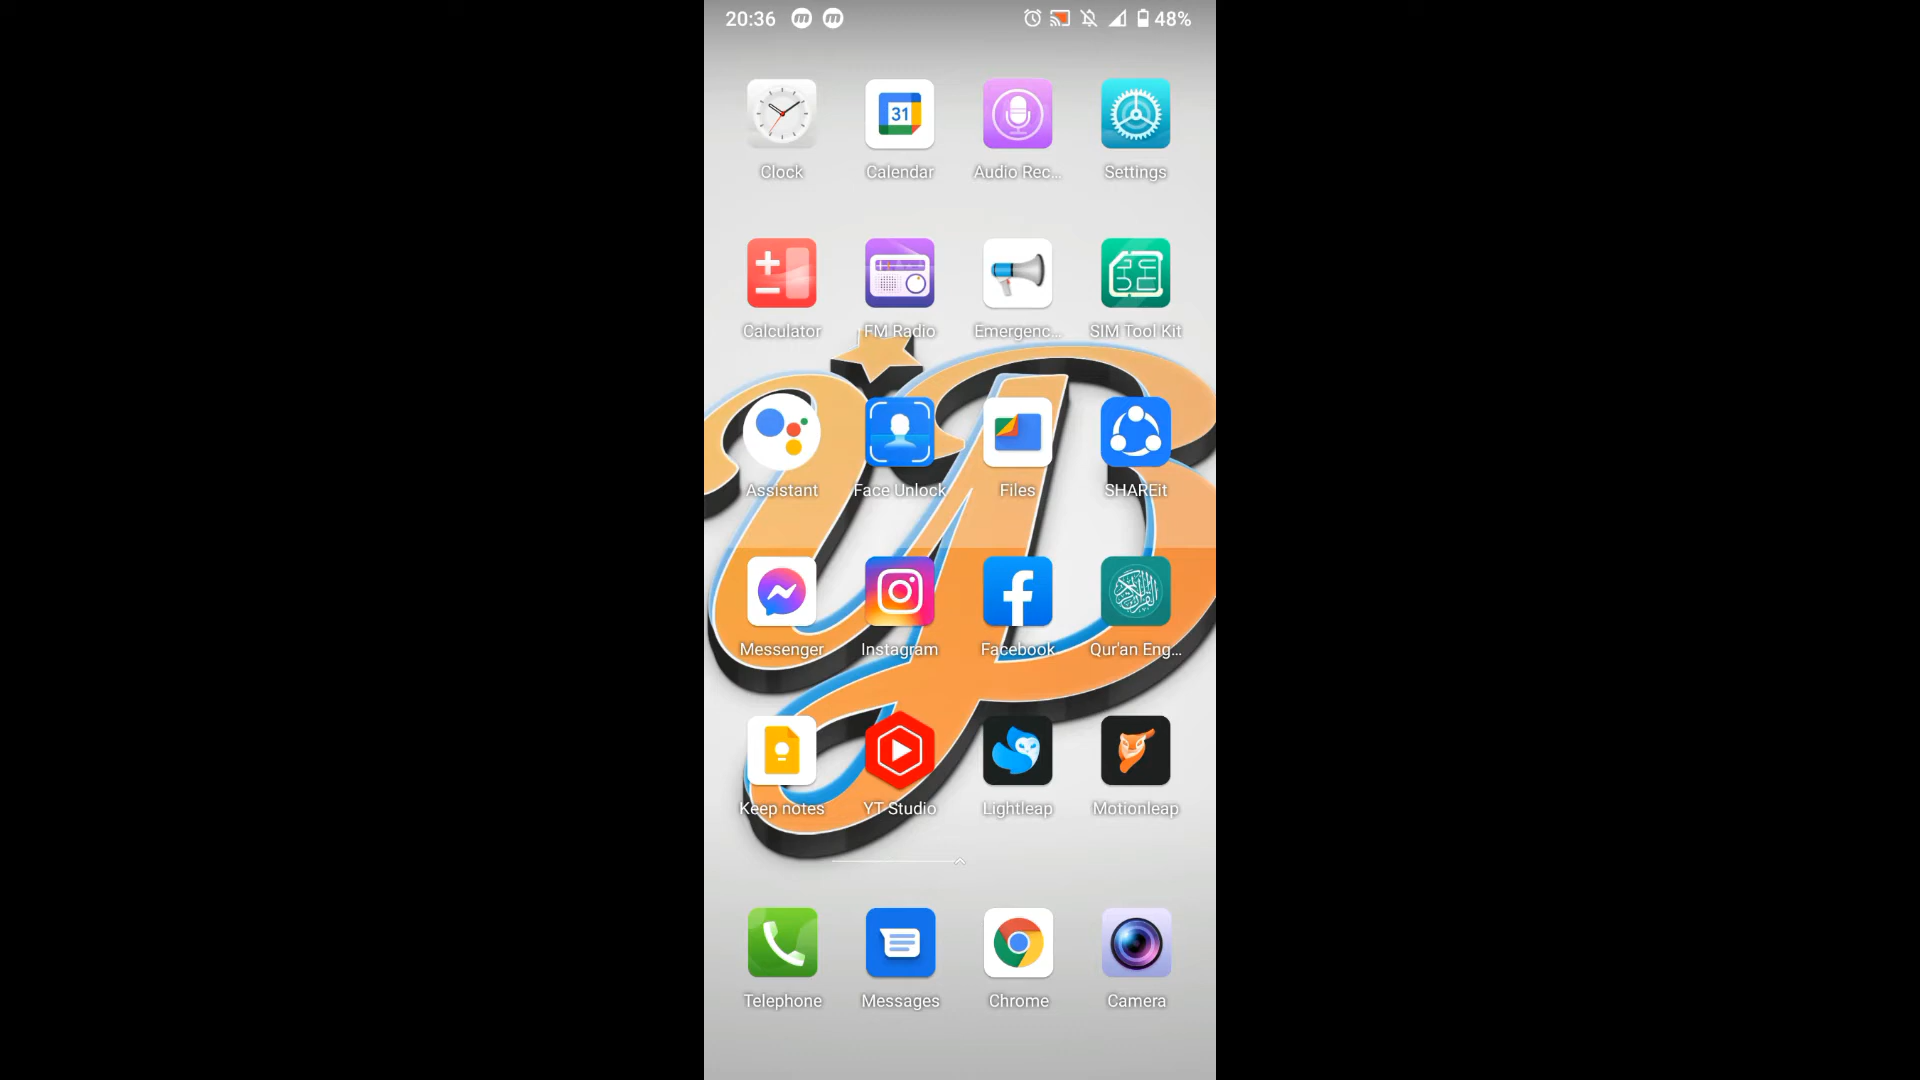 20:36 48%
31
Clock Calendar Audio Rec... Settings
Calculator FM Radio Emergenc... SIM Tool Kit
Assistant Face Unlock Files SHAREit
Messenger Instagram Facebook Qur'an Eng...
Keep notes YT Studio Lightleap Motionleap
Telephone Messages Chrome Camera